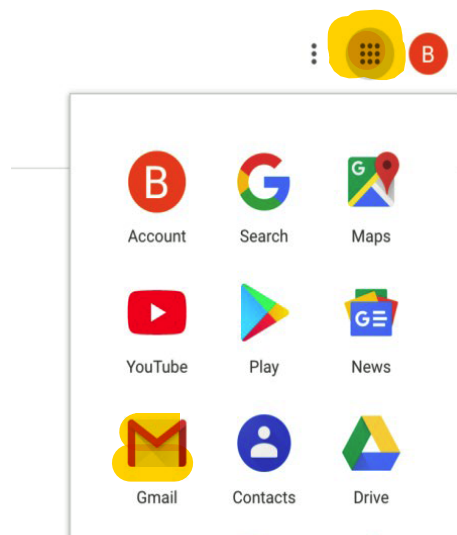 B
B
Account Search Maps
YouTube Play News
Gmail Contacts Drive